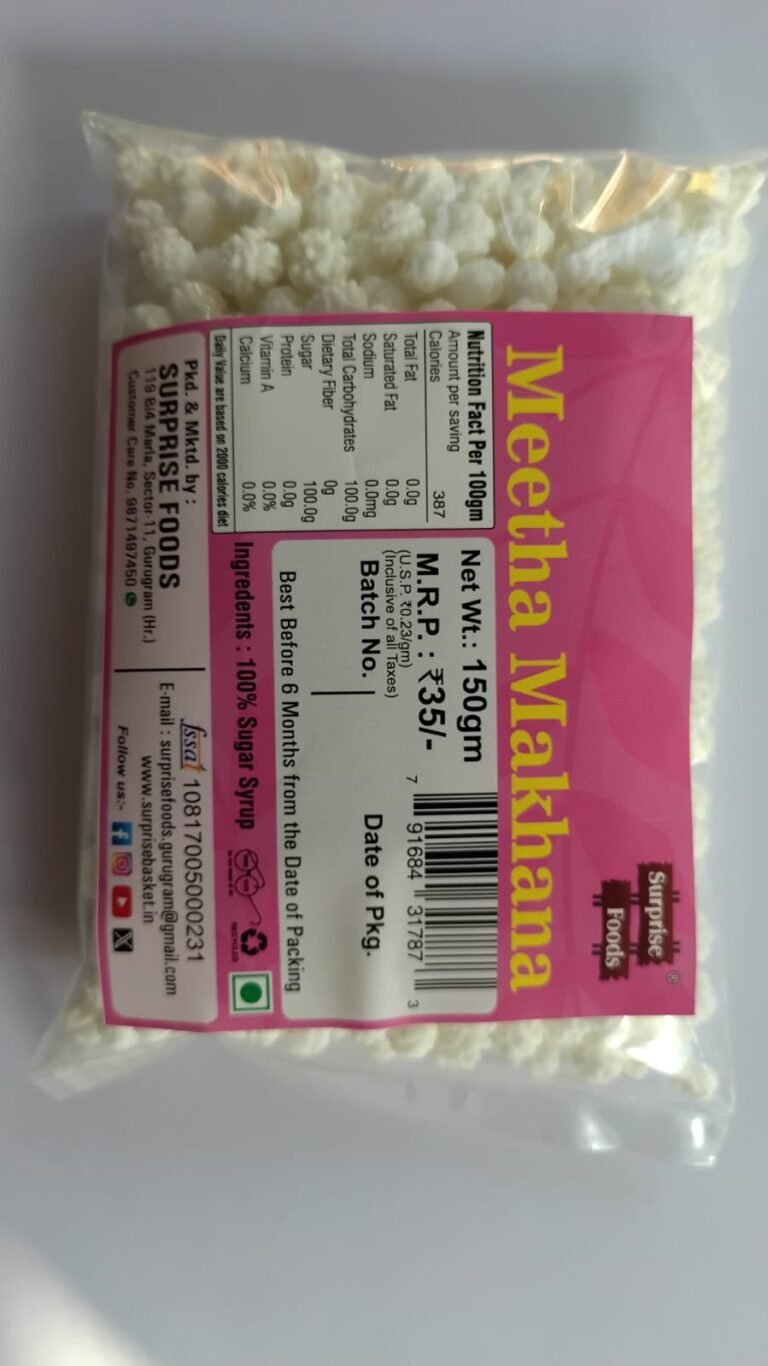 Surprise
Foods
®
Meetha Makhana
Nutrition Fact Per 100gm
Amount per saving
Calories 387
Total Fat 0.0g
Saturated Fat 0.0g
Sodium 0.0mg
Total Carbohydrates 100.0g
Dietary Fiber 0g
Sugar 100.0g
Protein 0.0g
Vitamin A 0.0%
Calcium 0.0%
Daily Value are based on 2000 calories diet
Net Wt.: 150gm
M.R.P. : ₹35/-
(U.S.P. ₹0.23/gm)
(Inclusive of all Taxes)
Batch No.
Date of Pkg.
7 91684 31787 3
Best Before 6 Months from the Date of Packing
Ingredents : 100% Sugar Syrup
RECYCLED
Pkd. & Mktd. by :
SURPRISE FOODS
119 8/4 Marla, Sector-11, Gurugram (Hr.)
Customer Care No. 9871497450
fssai 10817005000231
E-mail : surprisefoods.gurugram@gmail.com
www.surprisebasket.in
Follow us:-